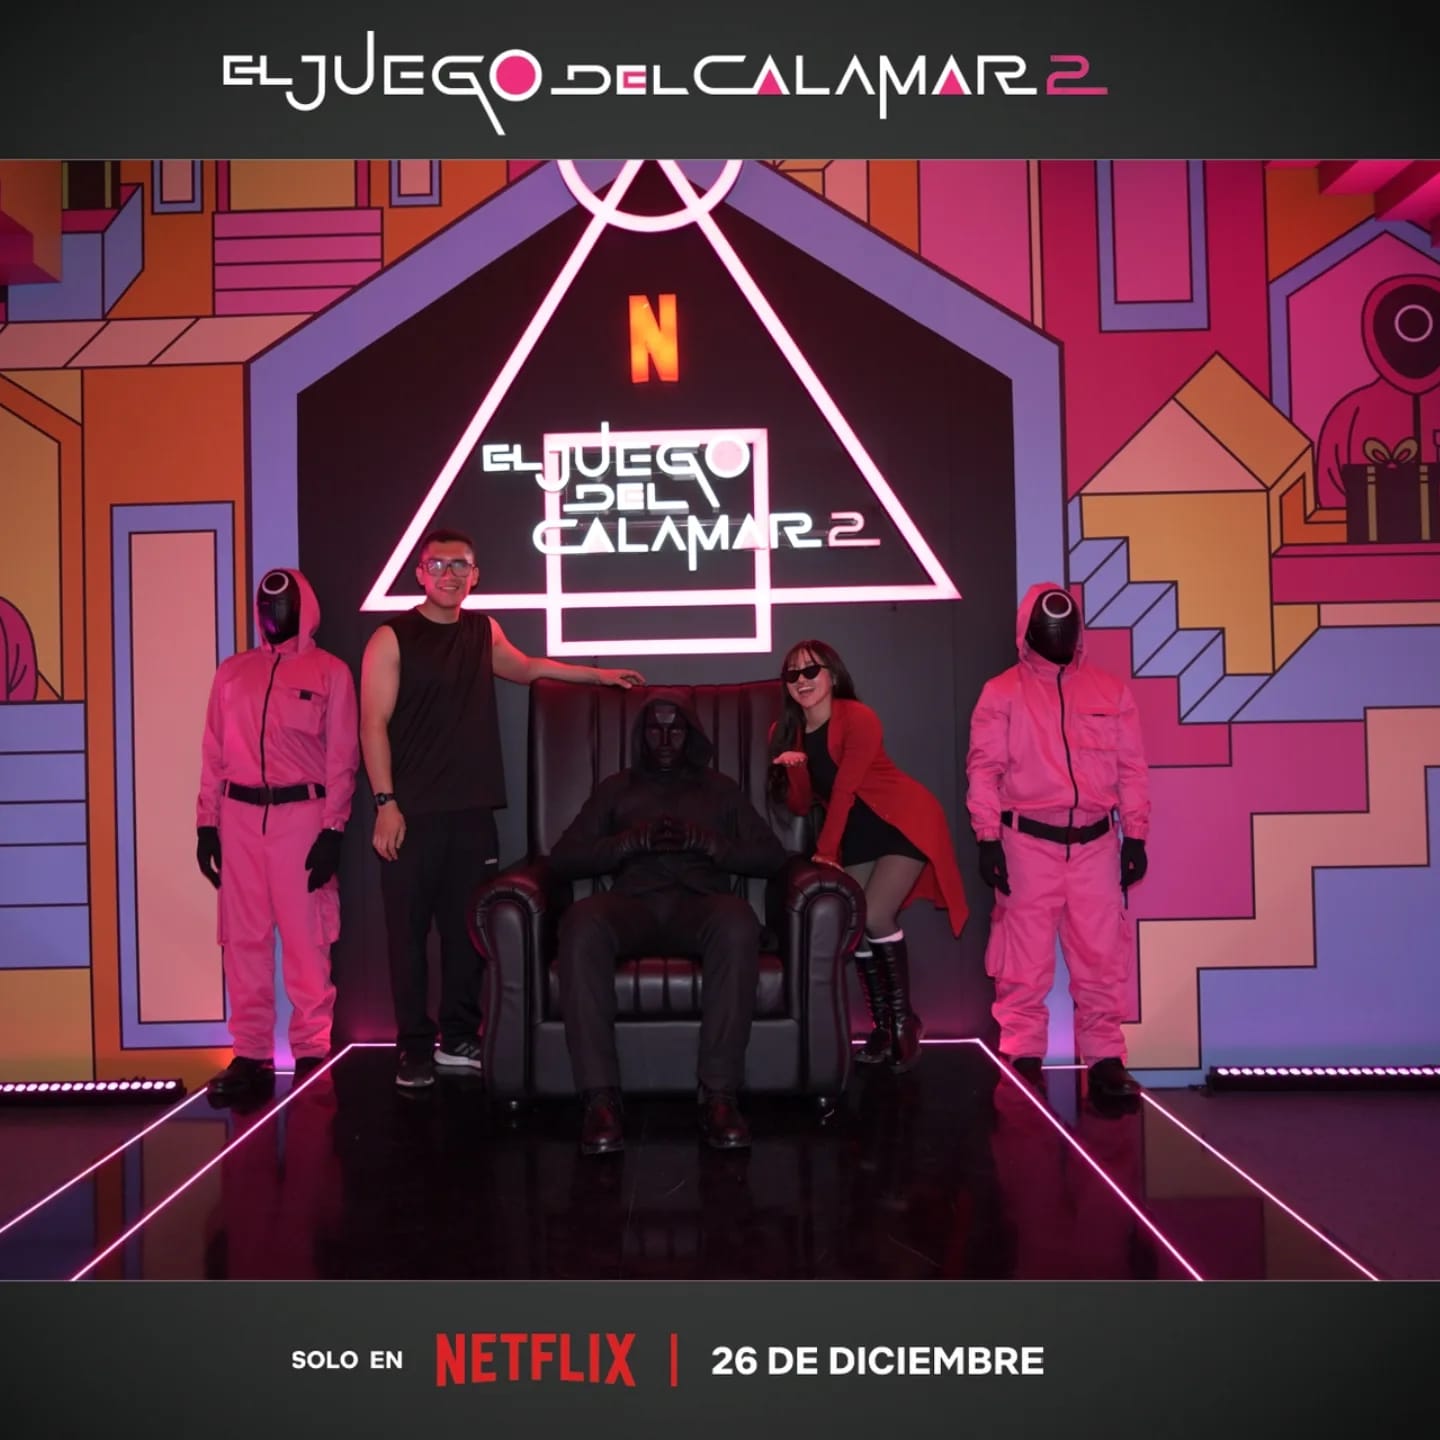 EL JUEGO DEL CALAMAR 2
N
EL JUEGO
DEL
CALAMAR 2
SOLO EN NETFLIX | 26 DE DICIEMBRE